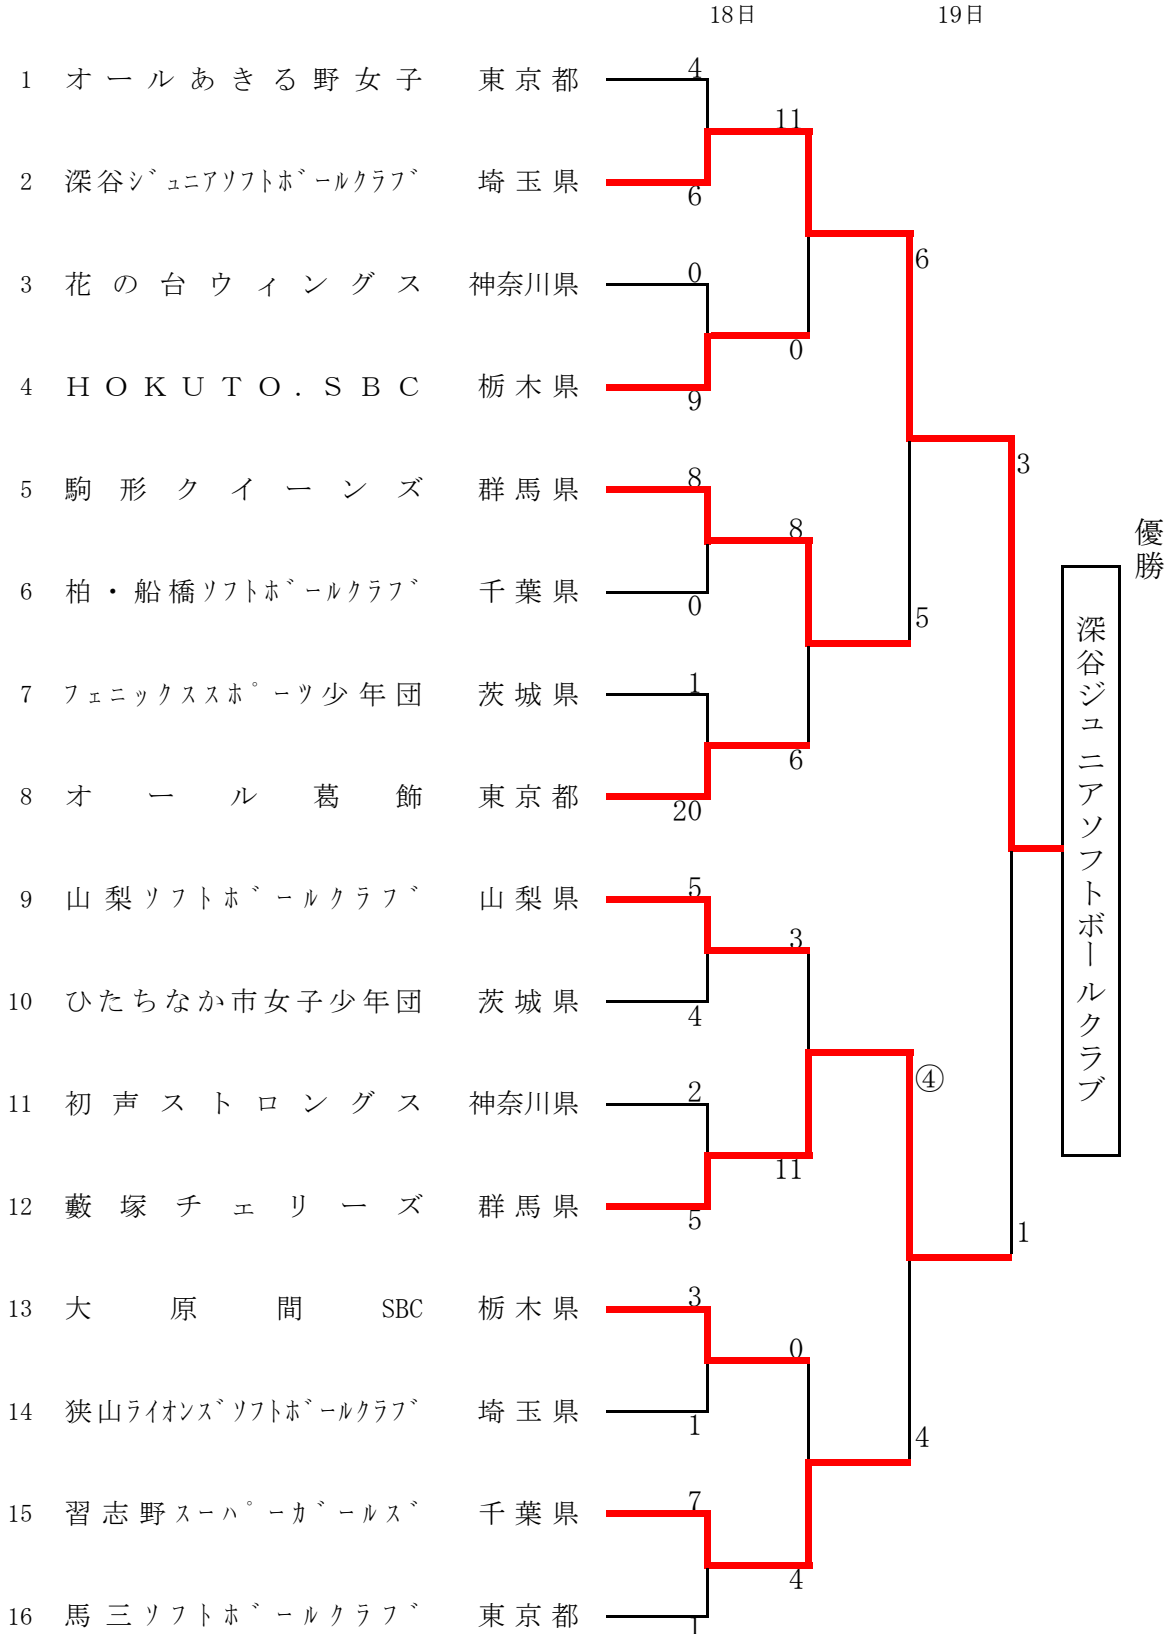 18日 19日
4
1 オールあきる野女子 東京都
11
2 深谷ジュニアソフトボールクラブ 埼玉県
6
6
0
3 花の台ウィングス 神奈川県
0
4 HOKUTO.SBC 栃木県
9
3
8
5 駒形クイーンズ 群馬県
8
優勝
6 柏・船橋ソフトボールクラブ 千葉県
0
5
深谷ジュニアソフトボールクラブ
1
7 フェニックススポーツ少年団 茨城県
6
8 オール葛飾 東京都
20
5
9 山梨ソフトボールクラブ 山梨県
3
10 ひたちなか市女子少年団 茨城県
4
④
2
11 初声ストロングス 神奈川県
11
12 藪塚チェリーズ 群馬県
5
1
3
13 大原間SBC 栃木県
0
14 狭山ライオンズソフトボールクラブ 埼玉県
1
4
7
15 習志野スーパーガールズ 千葉県
4
16 馬三ソフトボールクラブ 東京都
1